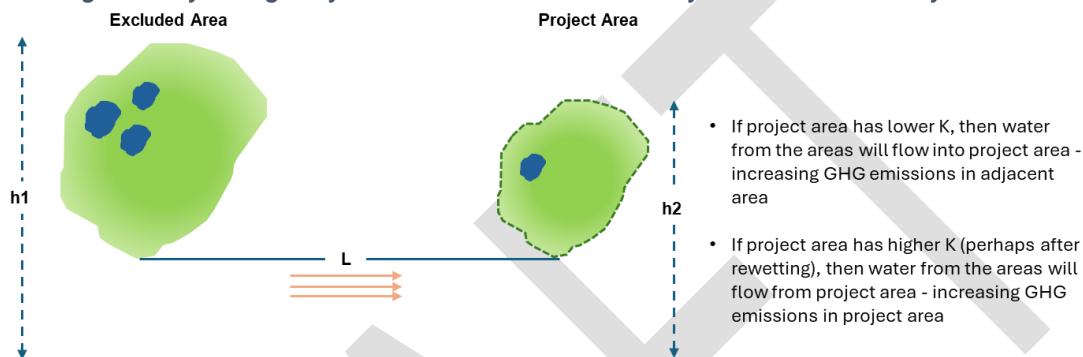 Excluded Area
Project Area
h1
L
h2
• If project area has lower K, then water
from the areas will flow into project area -
increasing GHG emissions in adjacent
area
• If project area has higher K (perhaps after
rewetting), then water from the areas will
flow from project area - increasing GHG
emissions in project area